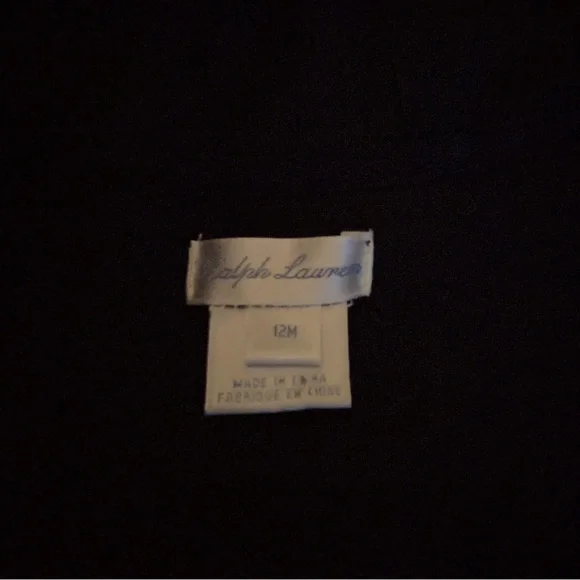 Ralph Lauren
12M
MADE IN CHINA
FABRIQUE EN CHINE